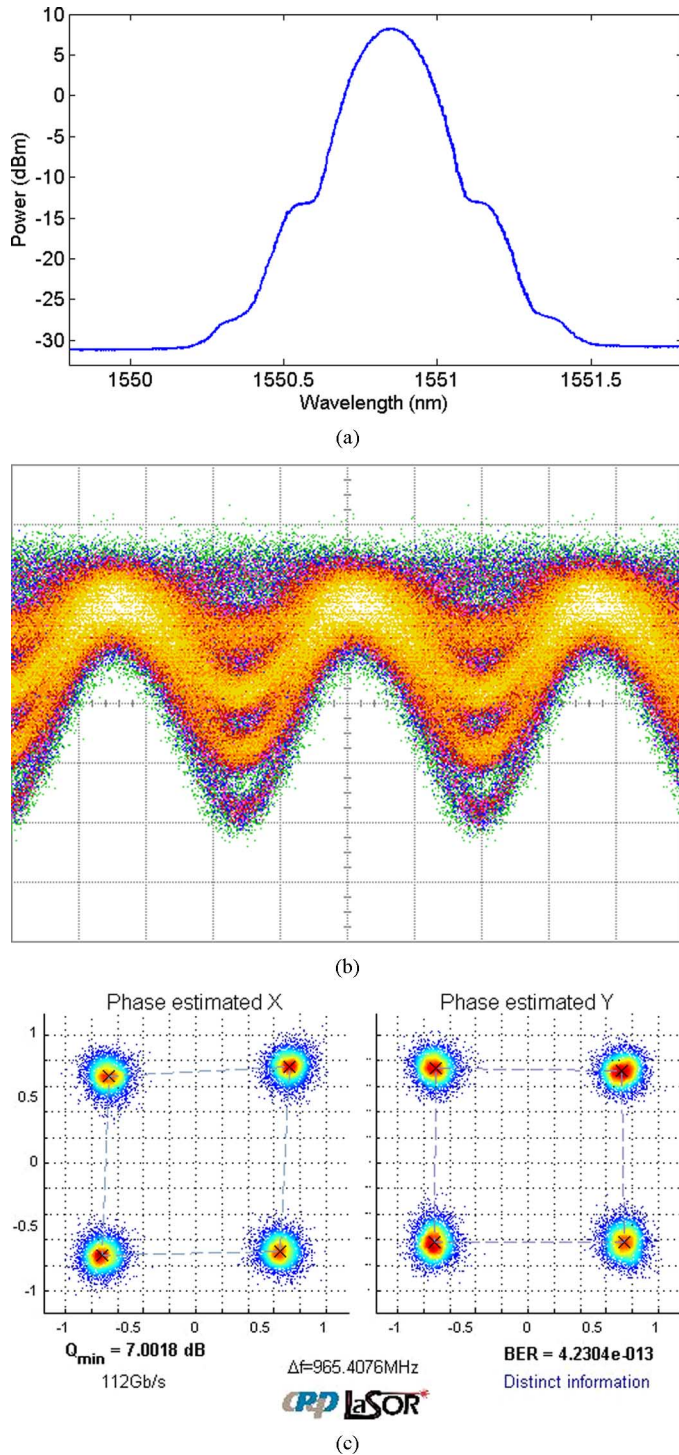 10
5
0
-5
-10
-15
-20
-25
-30
Power (dBm)
1550 1550.5 1551 1551.5
Wavelength (nm)
(a)
(b)
Phase estimated X Phase estimated Y
1
0.5
0
-0.5
-1
-1 -0.5 0 0.5 1 -1 -0.5 0 0.5 1
Qmin = 7.0018 dB
BER = 4.2304e-013
Δf=965.4076MHz
112Gb/s
Distinct information
CPqD LaSOR
(c)